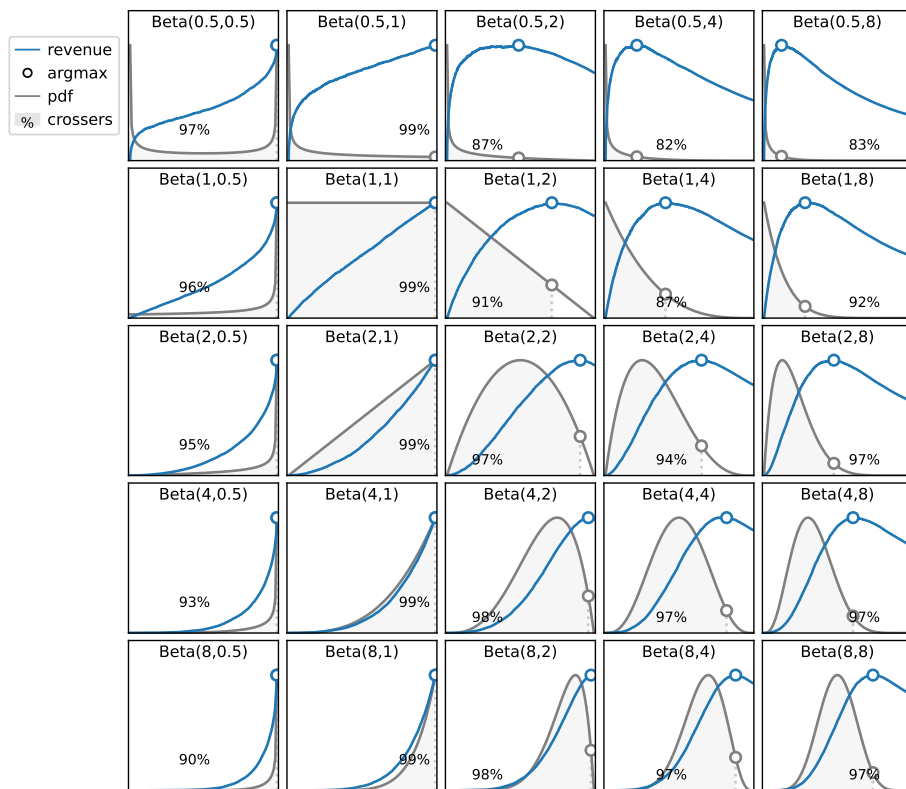 revenue
argmax
pdf
% crossers
Beta(0.5,0.5) Beta(0.5,1) Beta(0.5,2) Beta(0.5,4) Beta(0.5,8)
97% 99% 87% 82% 83%
Beta(1,0.5) Beta(1,1) Beta(1,2) Beta(1,4) Beta(1,8)
96% 99% 91% 87% 92%
Beta(2,0.5) Beta(2,1) Beta(2,2) Beta(2,4) Beta(2,8)
95% 99% 97% 94% 97%
Beta(4,0.5) Beta(4,1) Beta(4,2) Beta(4,4) Beta(4,8)
93% 99% 98% 97% 97%
Beta(8,0.5) Beta(8,1) Beta(8,2) Beta(8,4) Beta(8,8)
90% 99% 98% 97% 97%